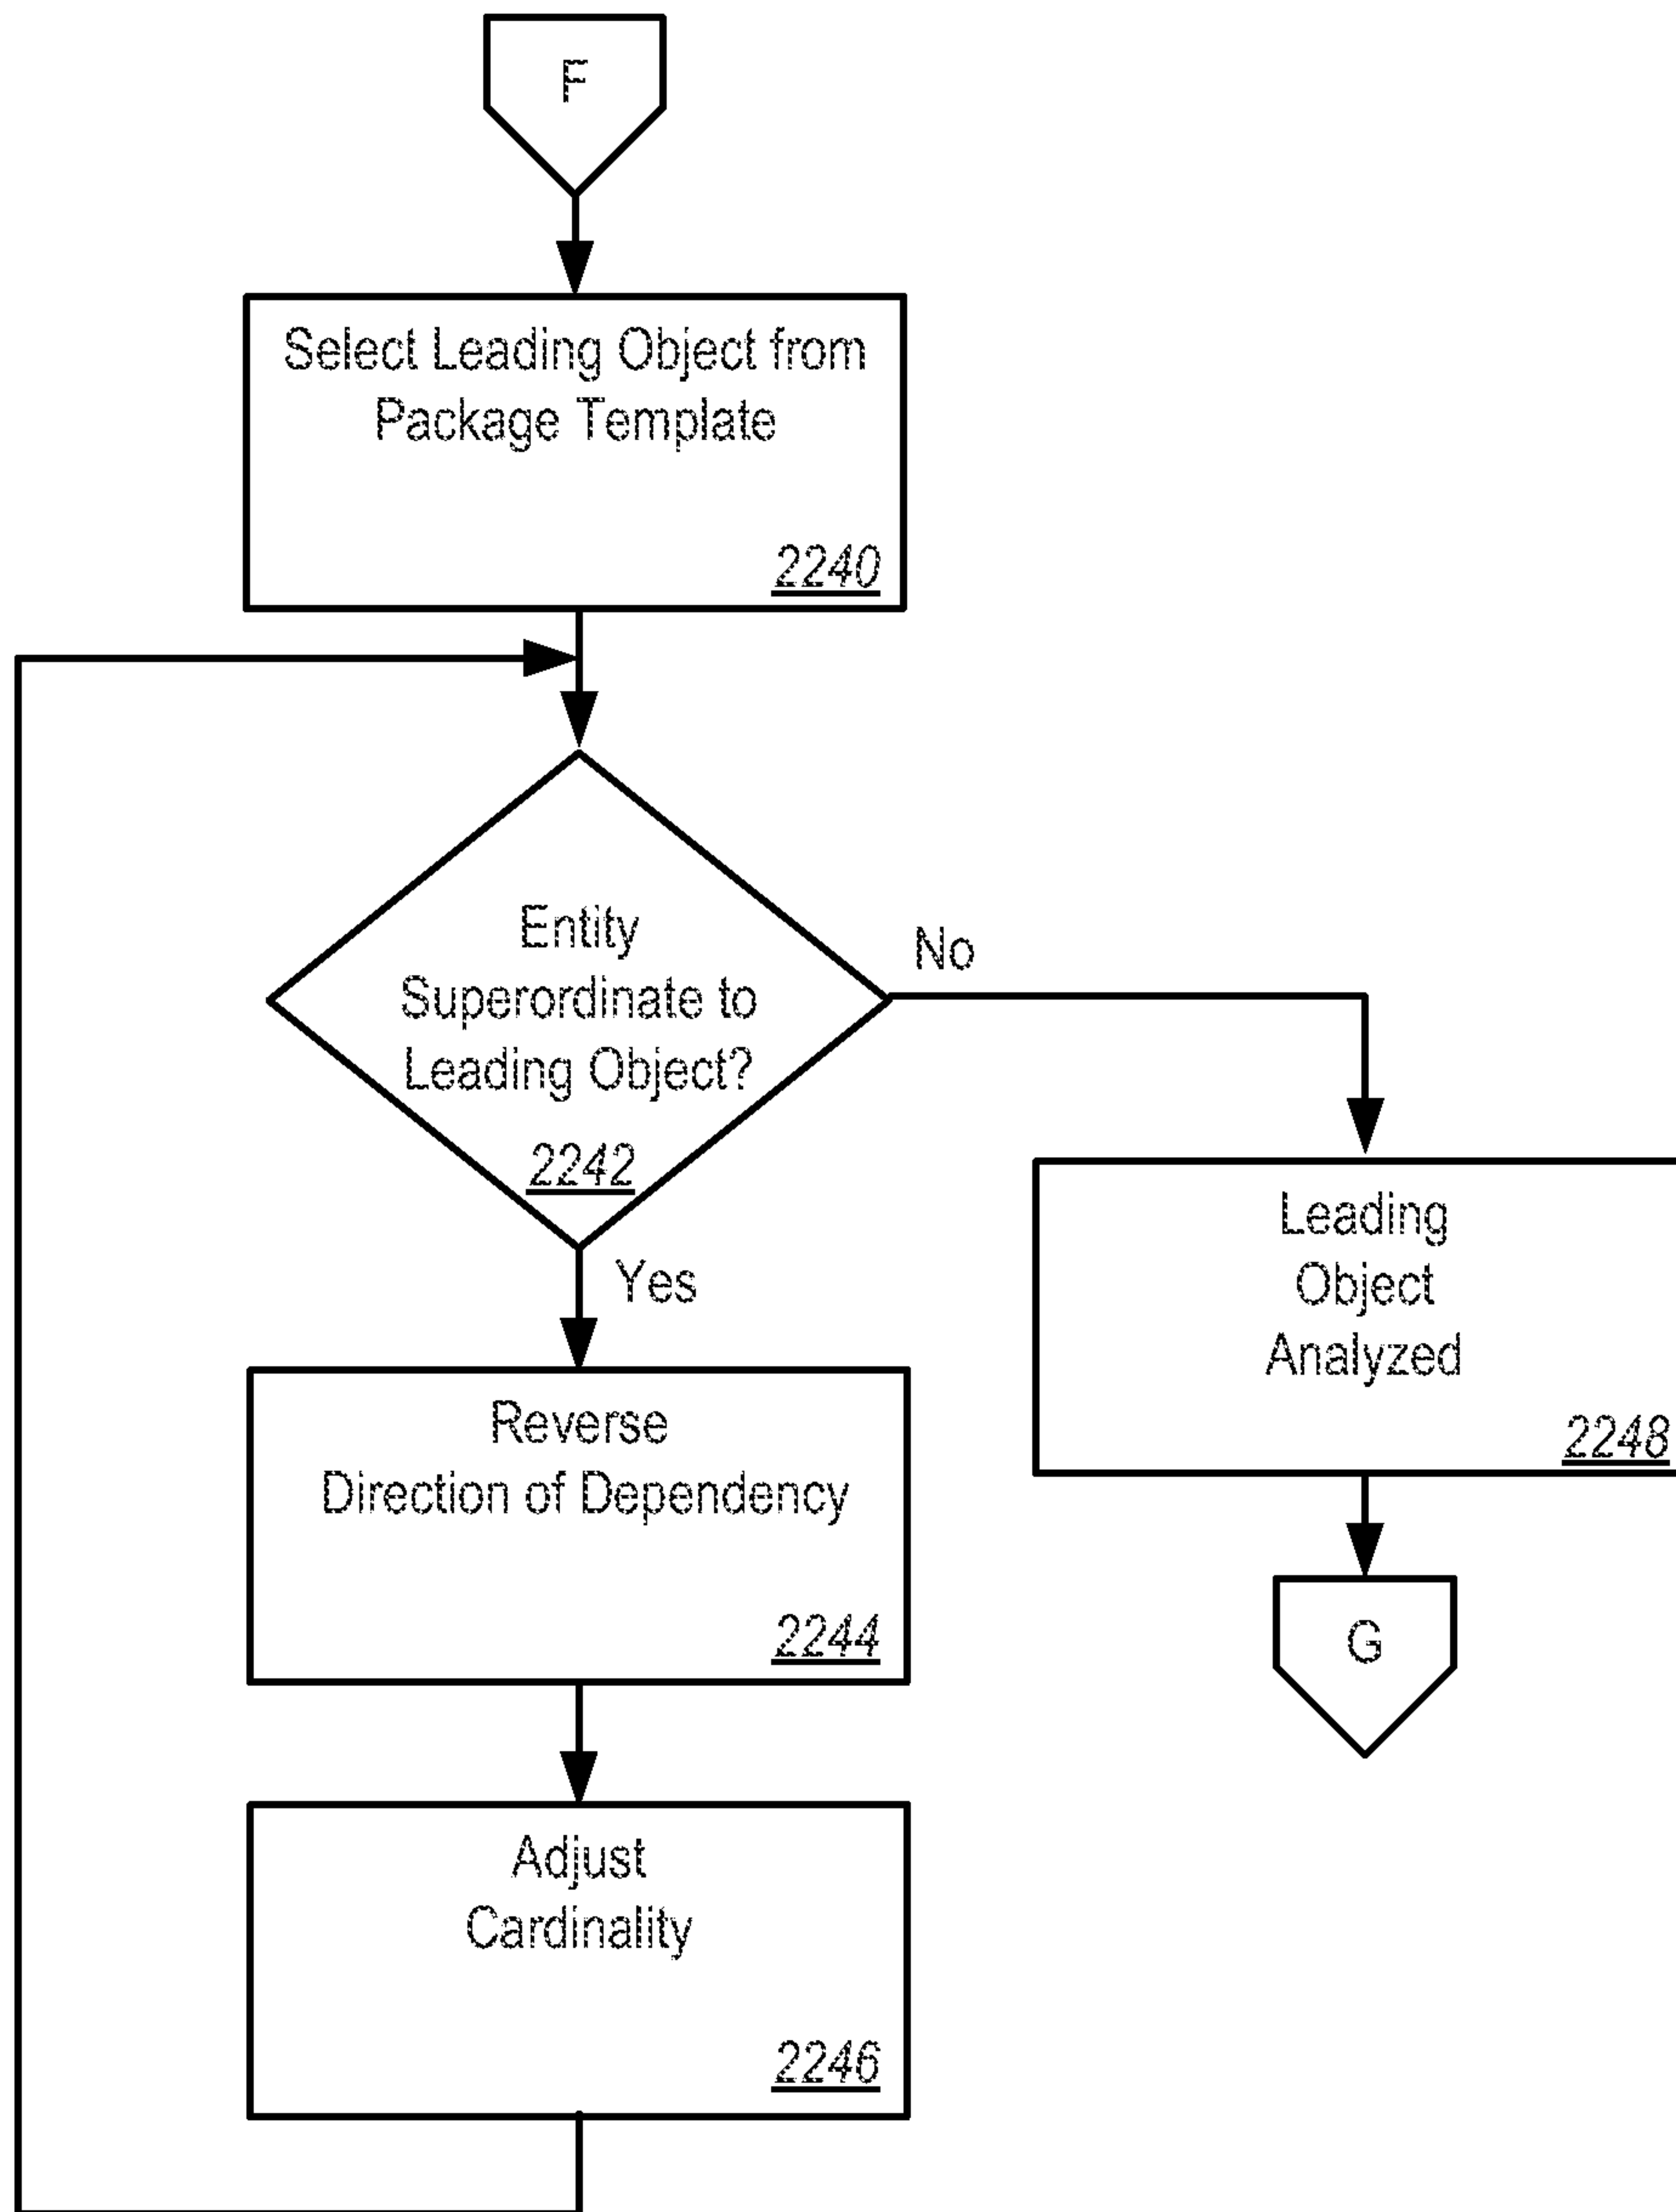 F
Select Leading Object from
Package Template
2240
Entity
Superordinate to
Leading Object?
2242
No
Yes
Leading
Object
Analyzed
2248
Reverse
Direction of Dependency
2244
G
Adjust
Cardinality
2246